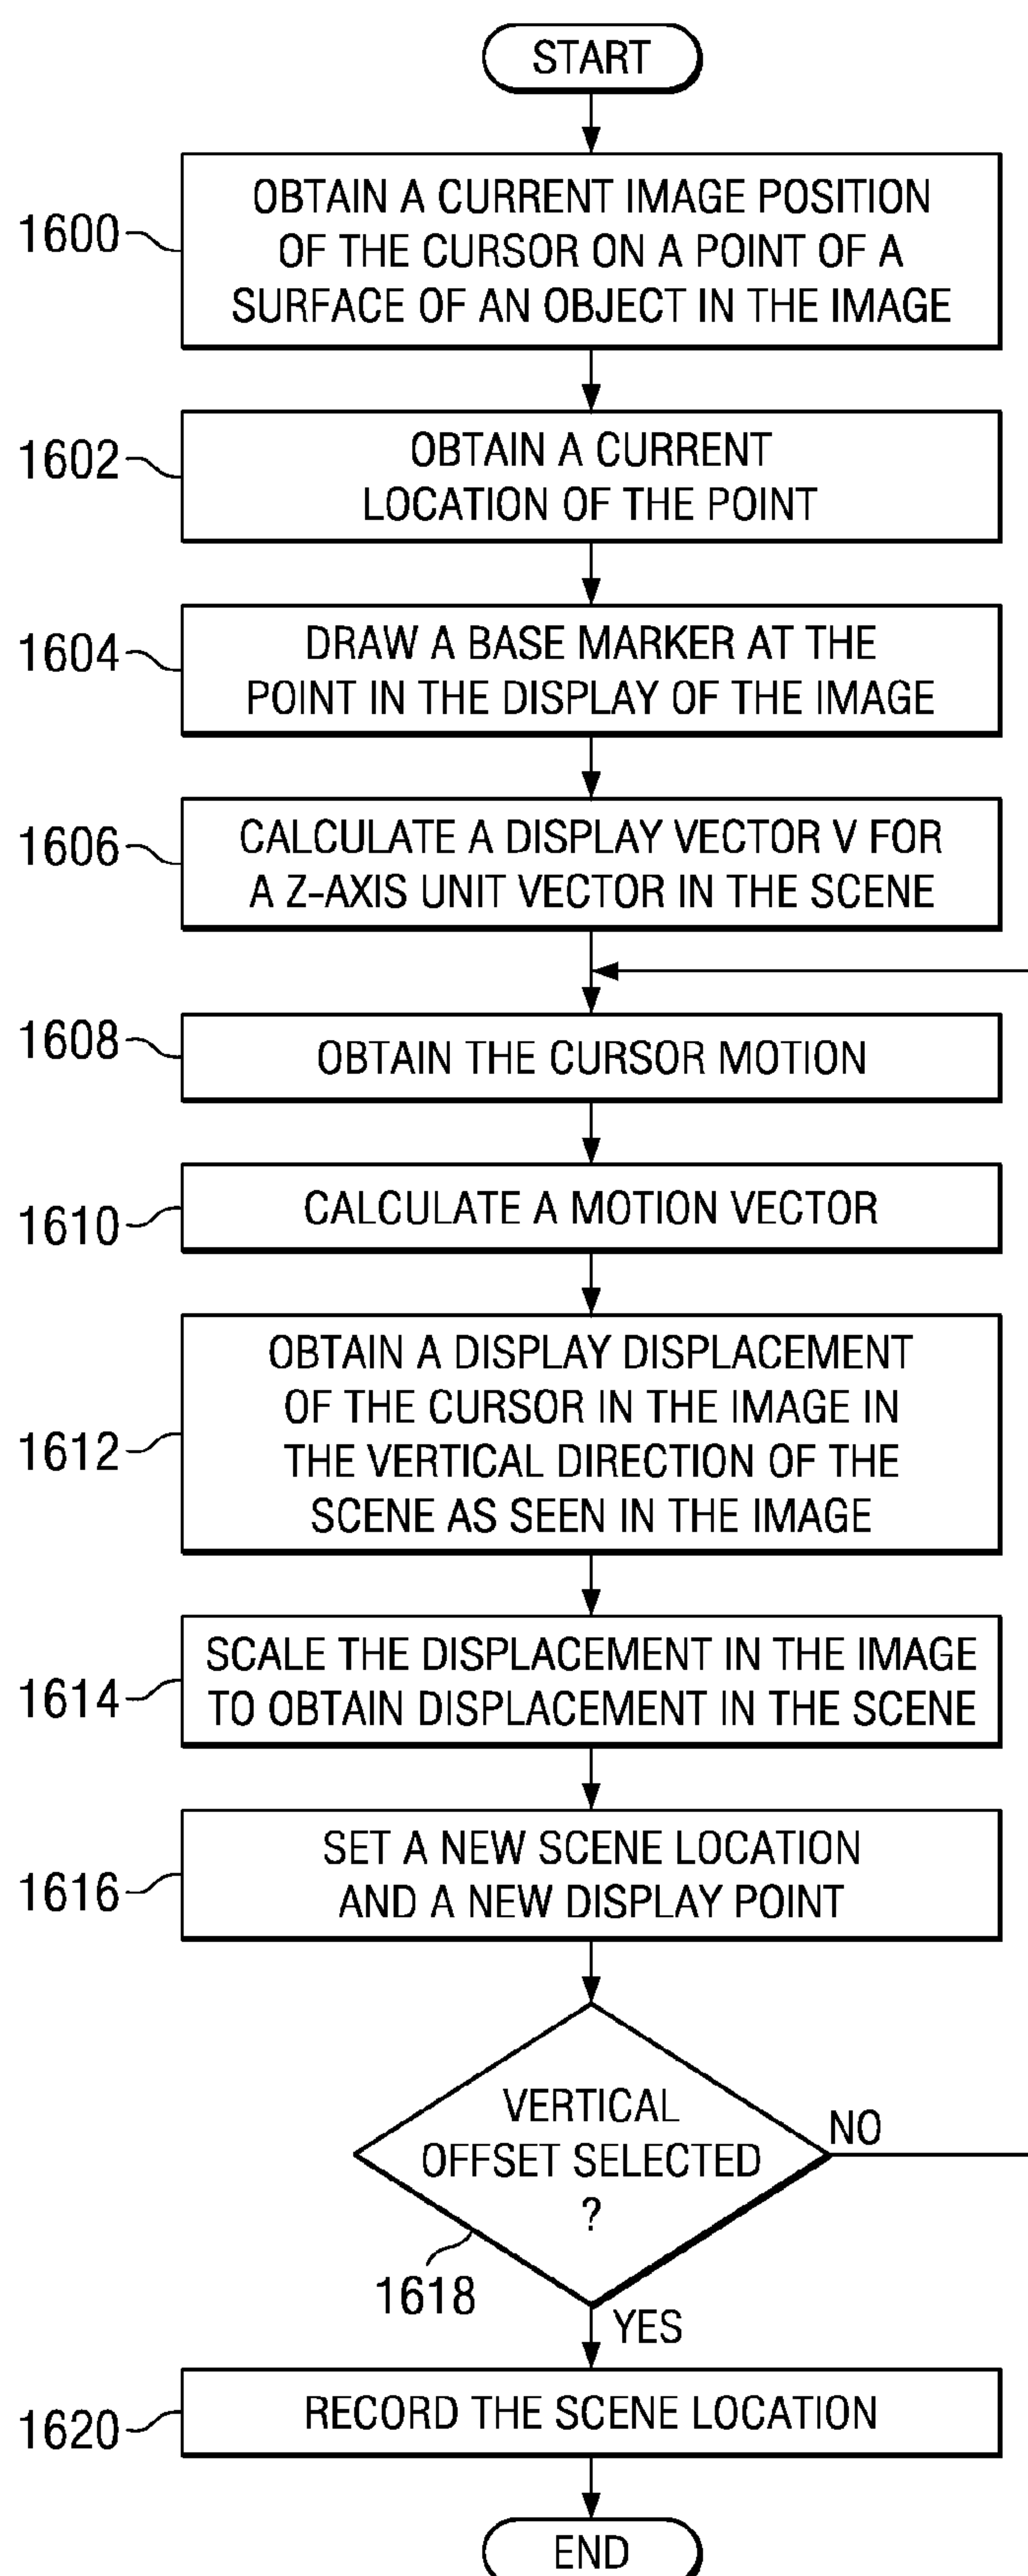 START
1600
OBTAIN A CURRENT IMAGE POSITION
OF THE CURSOR ON A POINT OF A
SURFACE OF AN OBJECT IN THE IMAGE
1602
OBTAIN A CURRENT
LOCATION OF THE POINT
1604
DRAW A BASE MARKER AT THE
POINT IN THE DISPLAY OF THE IMAGE
1606
CALCULATE A DISPLAY VECTOR V FOR
A Z-AXIS UNIT VECTOR IN THE SCENE
1608
OBTAIN THE CURSOR MOTION
1610
CALCULATE A MOTION VECTOR
1612
OBTAIN A DISPLAY DISPLACEMENT
OF THE CURSOR IN THE IMAGE IN
THE VERTICAL DIRECTION OF THE
SCENE AS SEEN IN THE IMAGE
1614
SCALE THE DISPLACEMENT IN THE IMAGE
TO OBTAIN DISPLACEMENT IN THE SCENE
1616
SET A NEW SCENE LOCATION
AND A NEW DISPLAY POINT
VERTICAL
OFFSET SELECTED
?
NO
1618
YES
1620
RECORD THE SCENE LOCATION
END